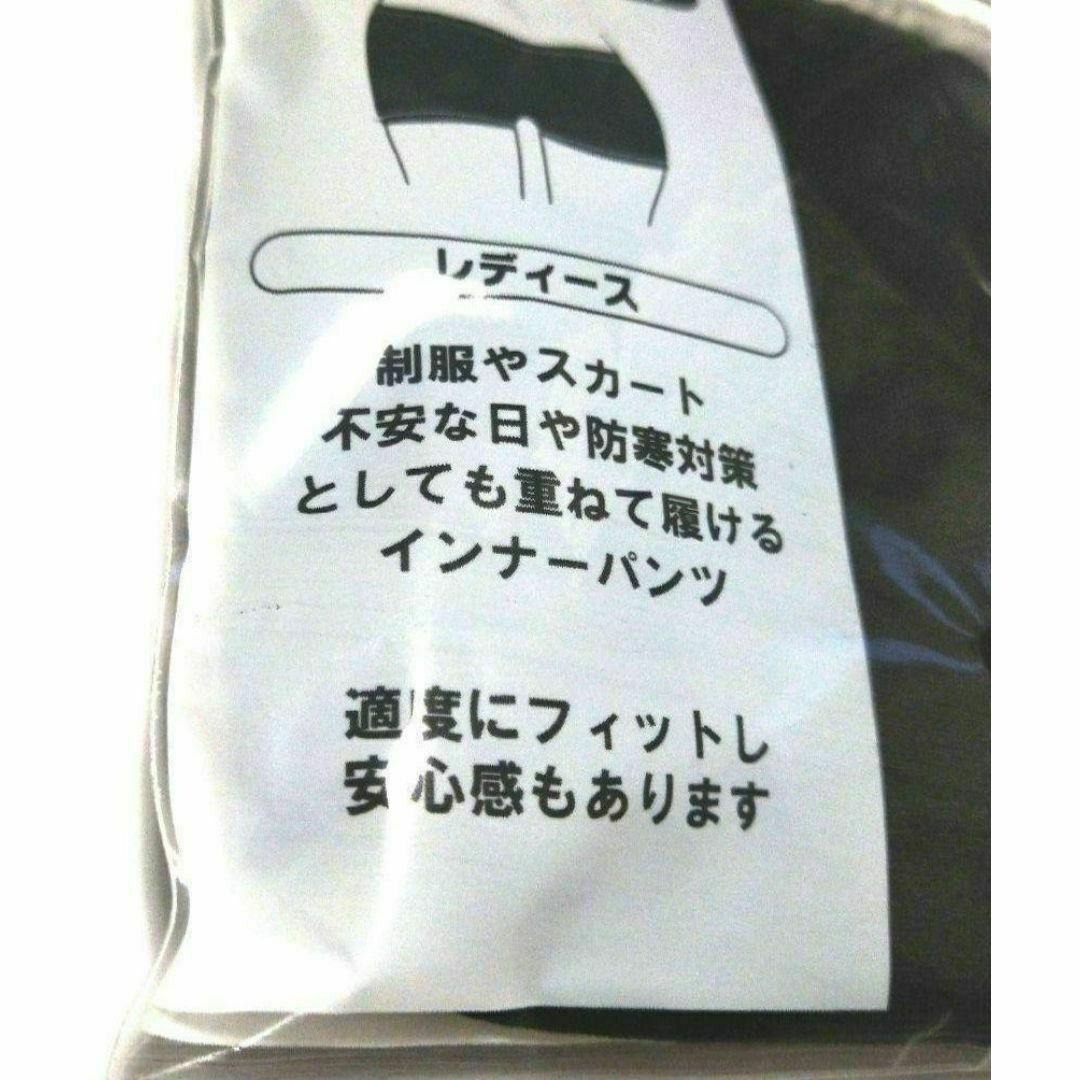 レディース
制服やスカート
不安な日や防寒対策
としても重ねて履ける
インナーパンツ
適度にフィットし
安心感もあります